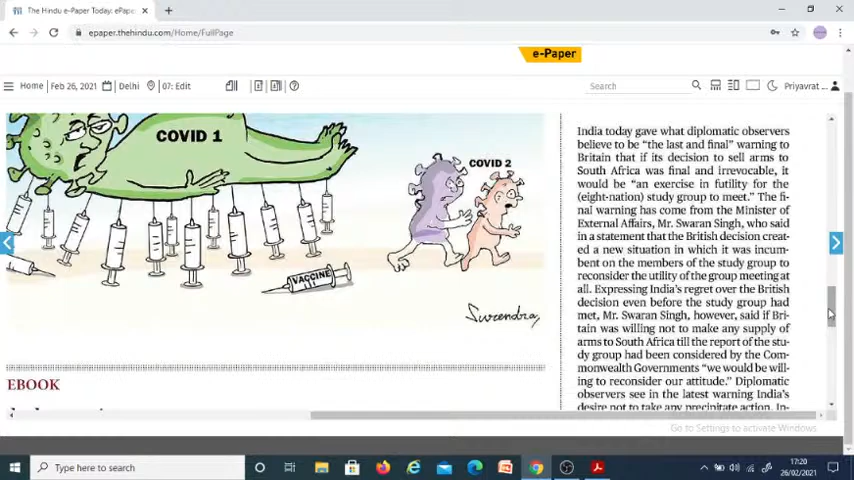 The Hindu e-Paper Today: ePape
epaper.thehindu.com/Home/FullPage
e-Paper
Home Feb 26, 2021 Delhi 07: Edit
Search
Priyavrat ...
COVID 1
COVID 2
VACCINE
Surendra
EBOOK
India today gave what diplomatic observers
believe to be “the last and final” warning to
Britain that if its decision to sell arms to
South Africa was final and irrevocable, it
would be “an exercise in futility for the
(eight-nation) study group to meet.” The fi-
nal warning has come from the Minister of
External Affairs, Mr. Swaran Singh, who said
in a statement that the British decision creat-
ed a new situation in which it was incum-
bent on the members of the study group to
reconsider the utility of the group meeting at
all. Expressing India’s regret over the British
decision even before the study group had
met, Mr. Swaran Singh, however, said if Bri-
tain was willing not to make any supply of
arms to South Africa till the report of the stu-
dy group had been considered by the Com-
monwealth Governments “we would be will-
ing to reconsider our attitude.” Diplomatic
observers see in the latest warning India’s
desire not to take any precipitate action. In-
Go to Settings to activate Windows.
Type here to search
17:20
26/02/2021